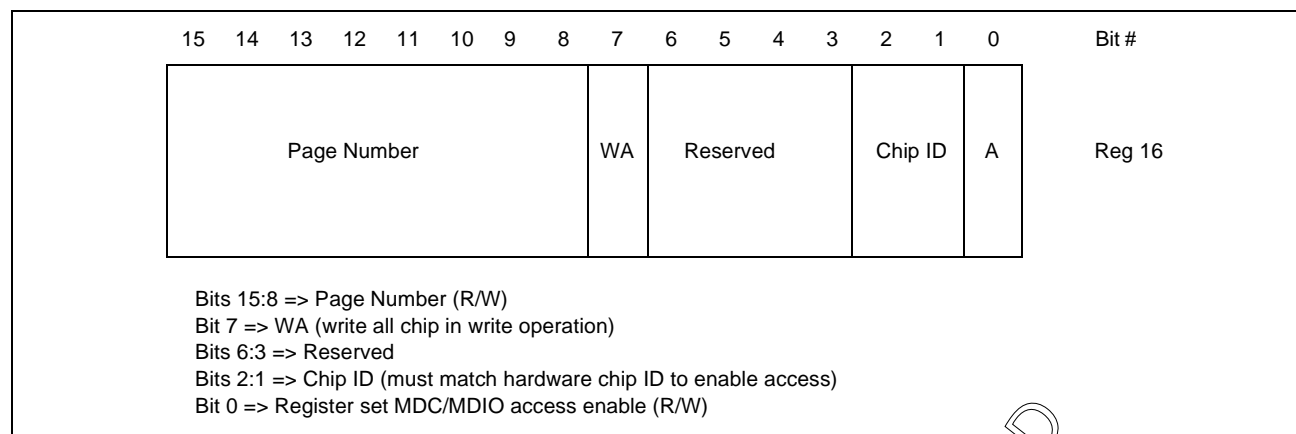 15 14 13 12 11 10 9 8 7 6 5 4 3 2 1 0 Bit #
Page Number WA Reserved Chip ID A Reg 16
Bits 15:8 => Page Number (R/W)
Bit 7 => WA (write all chip in write operation)
Bits 6:3 => Reserved
Bits 2:1 => Chip ID (must match hardware chip ID to enable access)
Bit 0 => Register set MDC/MDIO access enable (R/W)